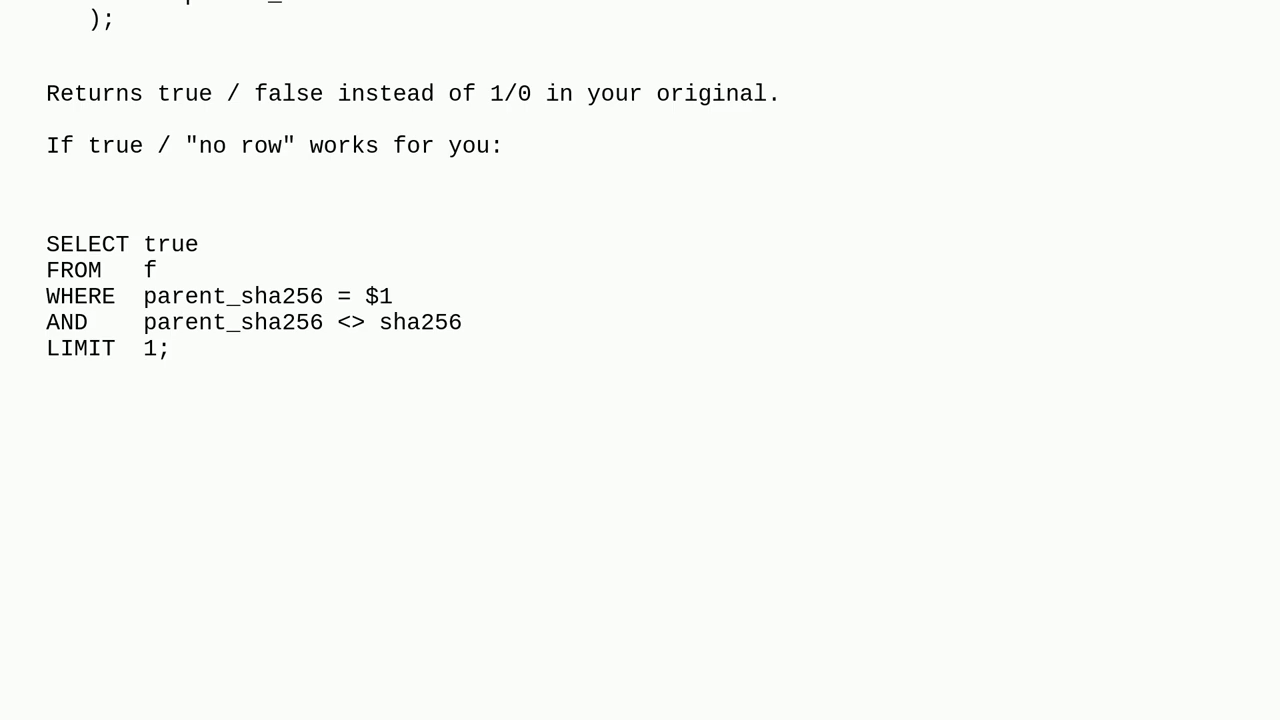 );
Returns true / false instead of 1/0 in your original.
If true / "no row" works for you:
SELECT true
FROM   f
WHERE  parent_sha256 = $1
AND    parent_sha256 <> sha256
LIMIT  1;